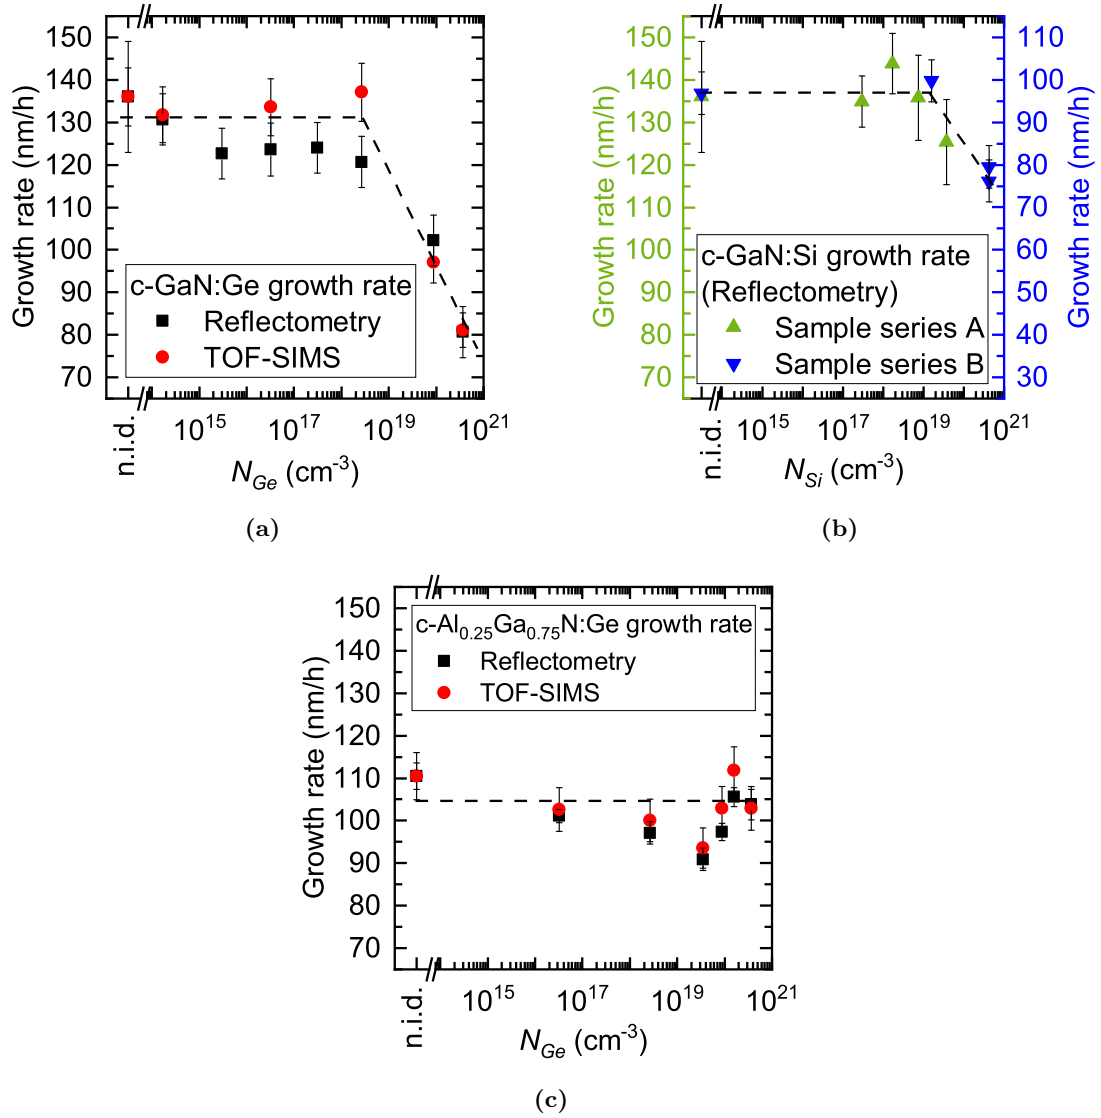 150
140
130
120
110
100
90
80
70
Growth rate (nm/h)
c-GaN:Ge growth rate
Reflectometry
TOF-SIMS
n.i.d.
10^15
10^17
10^19
10^21
N_Ge (cm^-3)
(a)
150
140
130
120
110
100
90
80
70
Growth rate (nm/h)
110
100
90
80
70
60
50
40
30
Growth rate (nm/h)
c-GaN:Si growth rate
(Reflectometry)
Sample series A
Sample series B
n.i.d.
10^15
10^17
10^19
10^21
N_Si (cm^-3)
(b)
150
140
130
120
110
100
90
80
70
Growth rate (nm/h)
c-Al_0.25Ga_0.75N:Ge growth rate
Reflectometry
TOF-SIMS
n.i.d.
10^15
10^17
10^19
10^21
N_Ge (cm^-3)
(c)